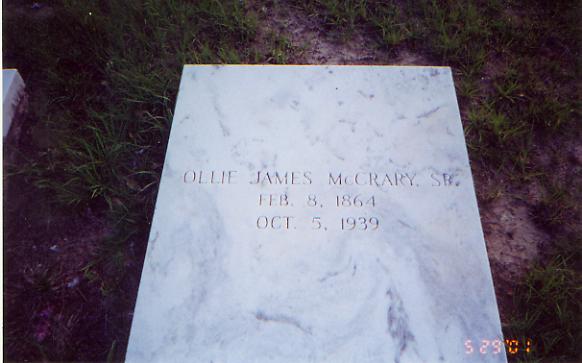 OLLIE JAMES McCRARY, SR.
FEB. 8, 1864
OCT. 5, 1939
5 29 '01